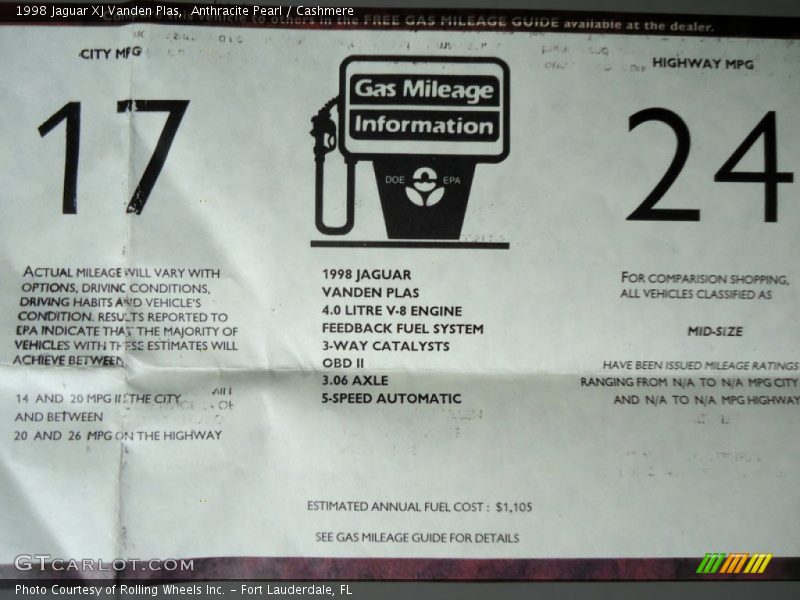 1998 Jaguar XJ Vanden Plas, Anthracite Pearl / Cashmere
Compare this vehicle to others in the FREE GAS MILEAGE GUIDE available at the dealer.
CITY MPG
17
Gas Mileage
Information
DOE EPA
HIGHWAY MPG
24
ACTUAL MILEAGE WILL VARY WITH
OPTIONS, DRIVING CONDITIONS,
DRIVING HABITS AND VEHICLE'S
CONDITION. RESULTS REPORTED TO
EPA INDICATE THAT THE MAJORITY OF
VEHICLES WITH THESE ESTIMATES WILL
ACHIEVE BETWEEN
14 AND 20 MPG IN THE CITY
AND BETWEEN
20 AND 26 MPG ON THE HIGHWAY
1998 JAGUAR
VANDEN PLAS
4.0 LITRE V-8 ENGINE
FEEDBACK FUEL SYSTEM
3-WAY CATALYSTS
OBD II
3.06 AXLE
5-SPEED AUTOMATIC
FOR COMPARISION SHOPPING,
ALL VEHICLES CLASSIFIED AS
MID-SIZE
HAVE BEEN ISSUED MILEAGE RATINGS
RANGING FROM N/A TO N/A MPG CITY
AND N/A TO N/A MPG HIGHWAY
ESTIMATED ANNUAL FUEL COST : $1,105
SEE GAS MILEAGE GUIDE FOR DETAILS
GTCARLOT.COM
Photo Courtesy of Rolling Wheels Inc. – Fort Lauderdale, FL